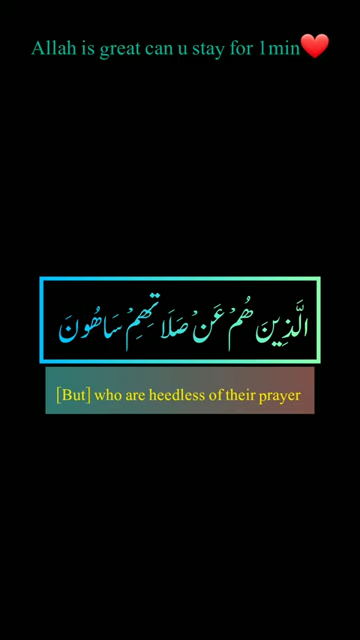 Allah is great can u stay for 1min❤️
الَّذِينَ هُمْ عَنْ صَلَاتِهِمْ سَاهُونَ
[But] who are heedless of their prayer